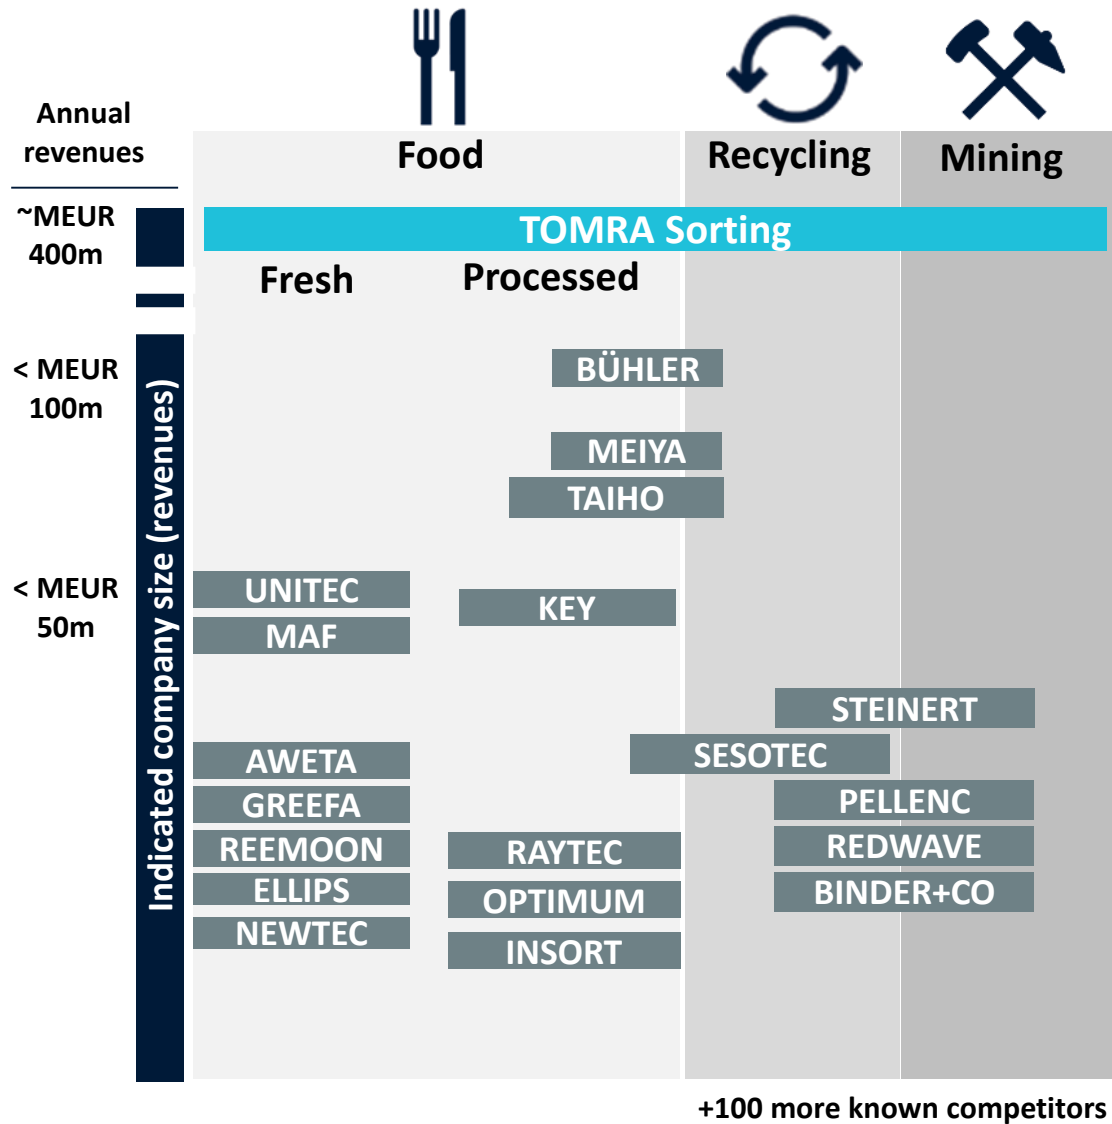 Annual
revenues
Food
Recycling
Mining
~MEUR
400m
TOMRA Sorting
Fresh
Processed
< MEUR
100m
BÜHLER
MEIYA
TAIHO
Indicated company size (revenues)
< MEUR
50m
UNITEC
KEY
MAF
STEINERT
SESOTEC
AWETA
PELLENC
GREEFA
REDWAVE
REEMOON
RAYTEC
ELLIPS
BINDER+CO
OPTIMUM
NEWTEC
INSORT
+100 more known competitors